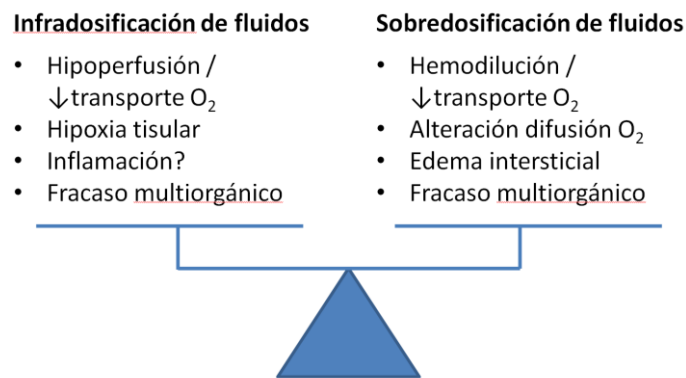 Infradosificación de fluidos
• Hipoperfusión /
↓transporte O₂
• Hipoxia tisular
• Inflamación?
• Fracaso multiorgánico
Sobredosificación de fluidos
• Hemodilución /
↓transporte O₂
• Alteración difusión O₂
• Edema intersticial
• Fracaso multiorgánico